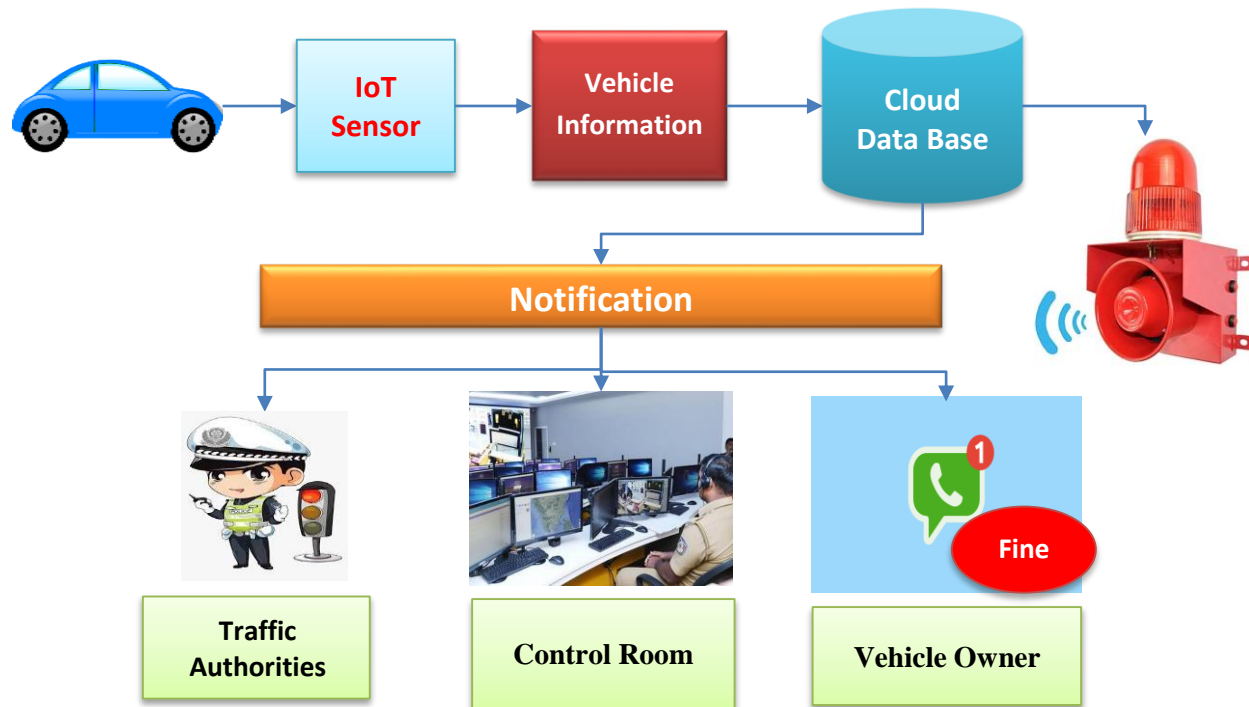 IoT
Sensor
Vehicle
Information
Cloud
Data Base
Notification
1
Fine
Traffic
Authorities
Control Room
Vehicle Owner